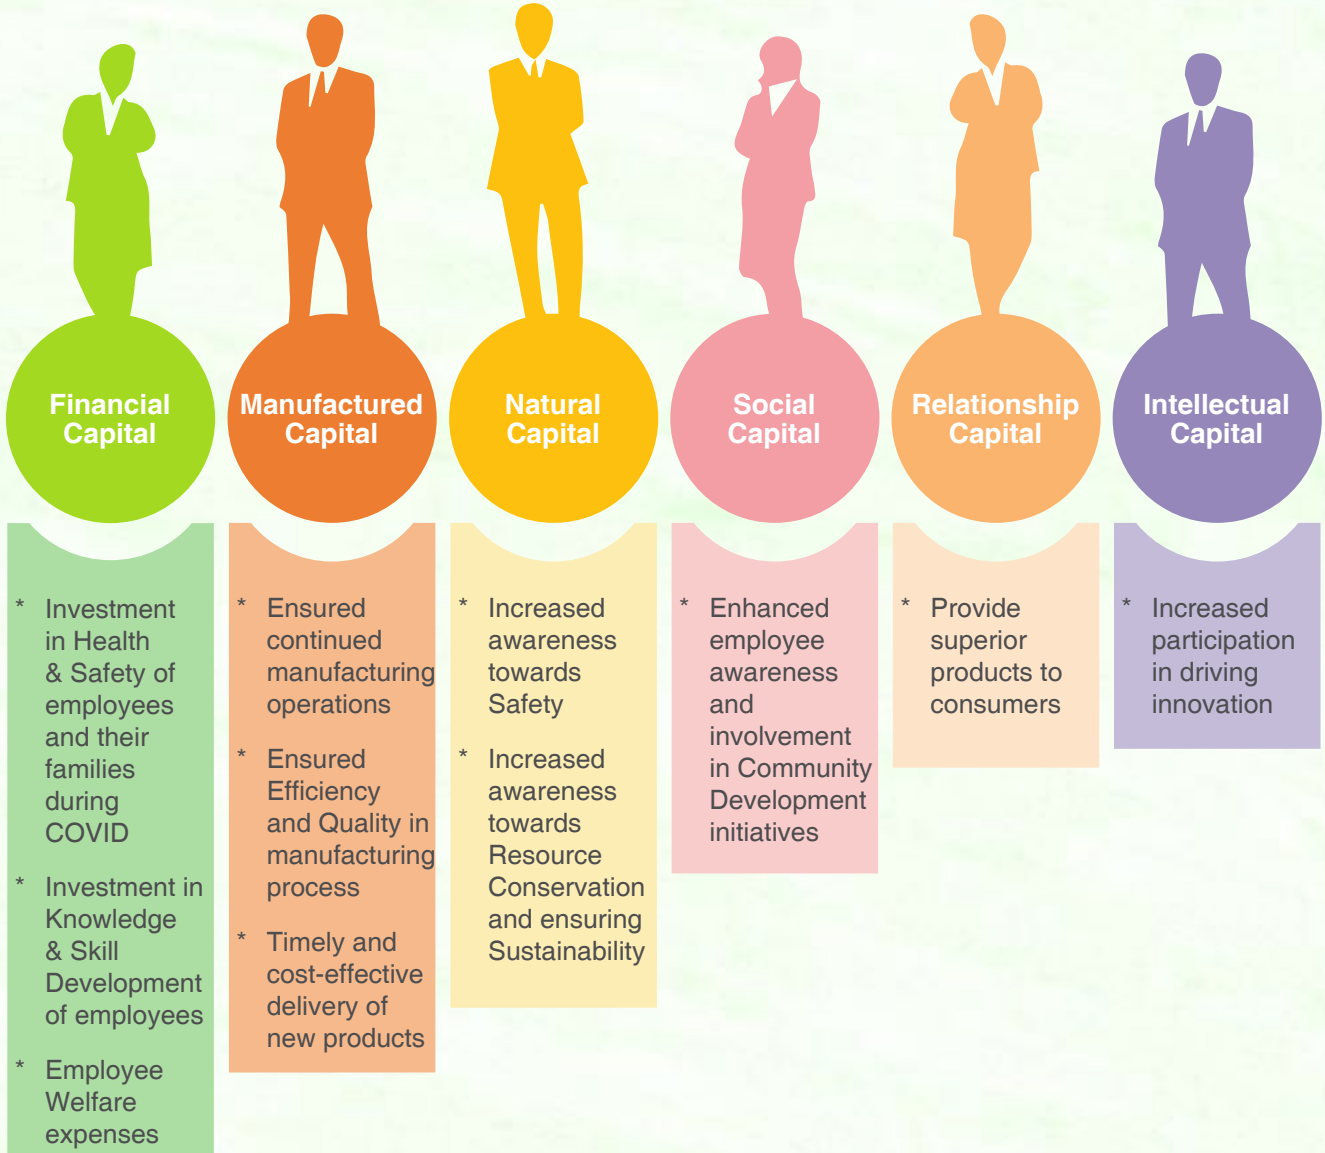 Financial
Capital
Manufactured
Capital
Natural
Capital
Social
Capital
Relationship
Capital
Intellectual
Capital
* Investment
in Health
& Safety of
employees
and their
families
during
COVID
* Investment in
Knowledge
& Skill
Development
of employees
* Employee
Welfare
expenses
* Ensured
continued
manufacturing
operations
* Ensured
Efficiency
and Quality in
manufacturing
process
* Timely and
cost-effective
delivery of
new products
* Increased
awareness
towards
Safety
* Increased
awareness
towards
Resource
Conservation
and ensuring
Sustainability
* Enhanced
employee
awareness
and
involvement
in Community
Development
initiatives
* Provide
superior
products to
consumers
* Increased
participation
in driving
innovation